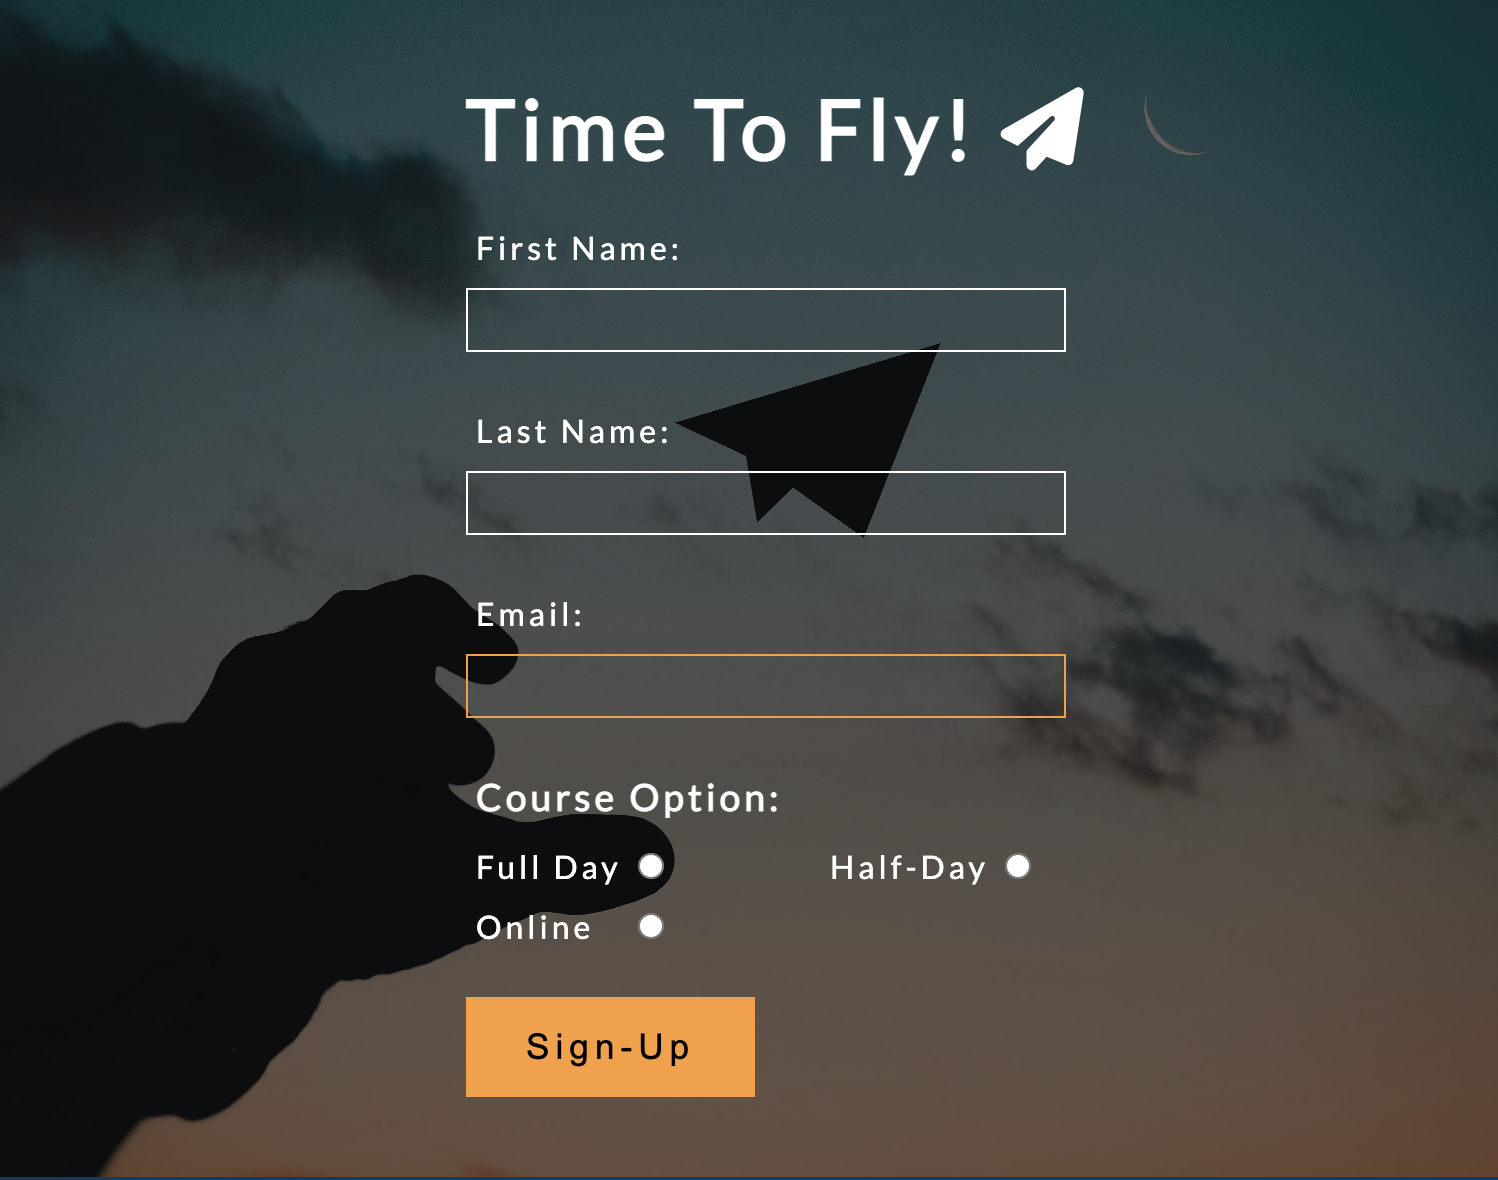 Time To Fly!
First Name:
Last Name:
Email:
Course Option:
Full Day Half-Day
Online
Sign-Up